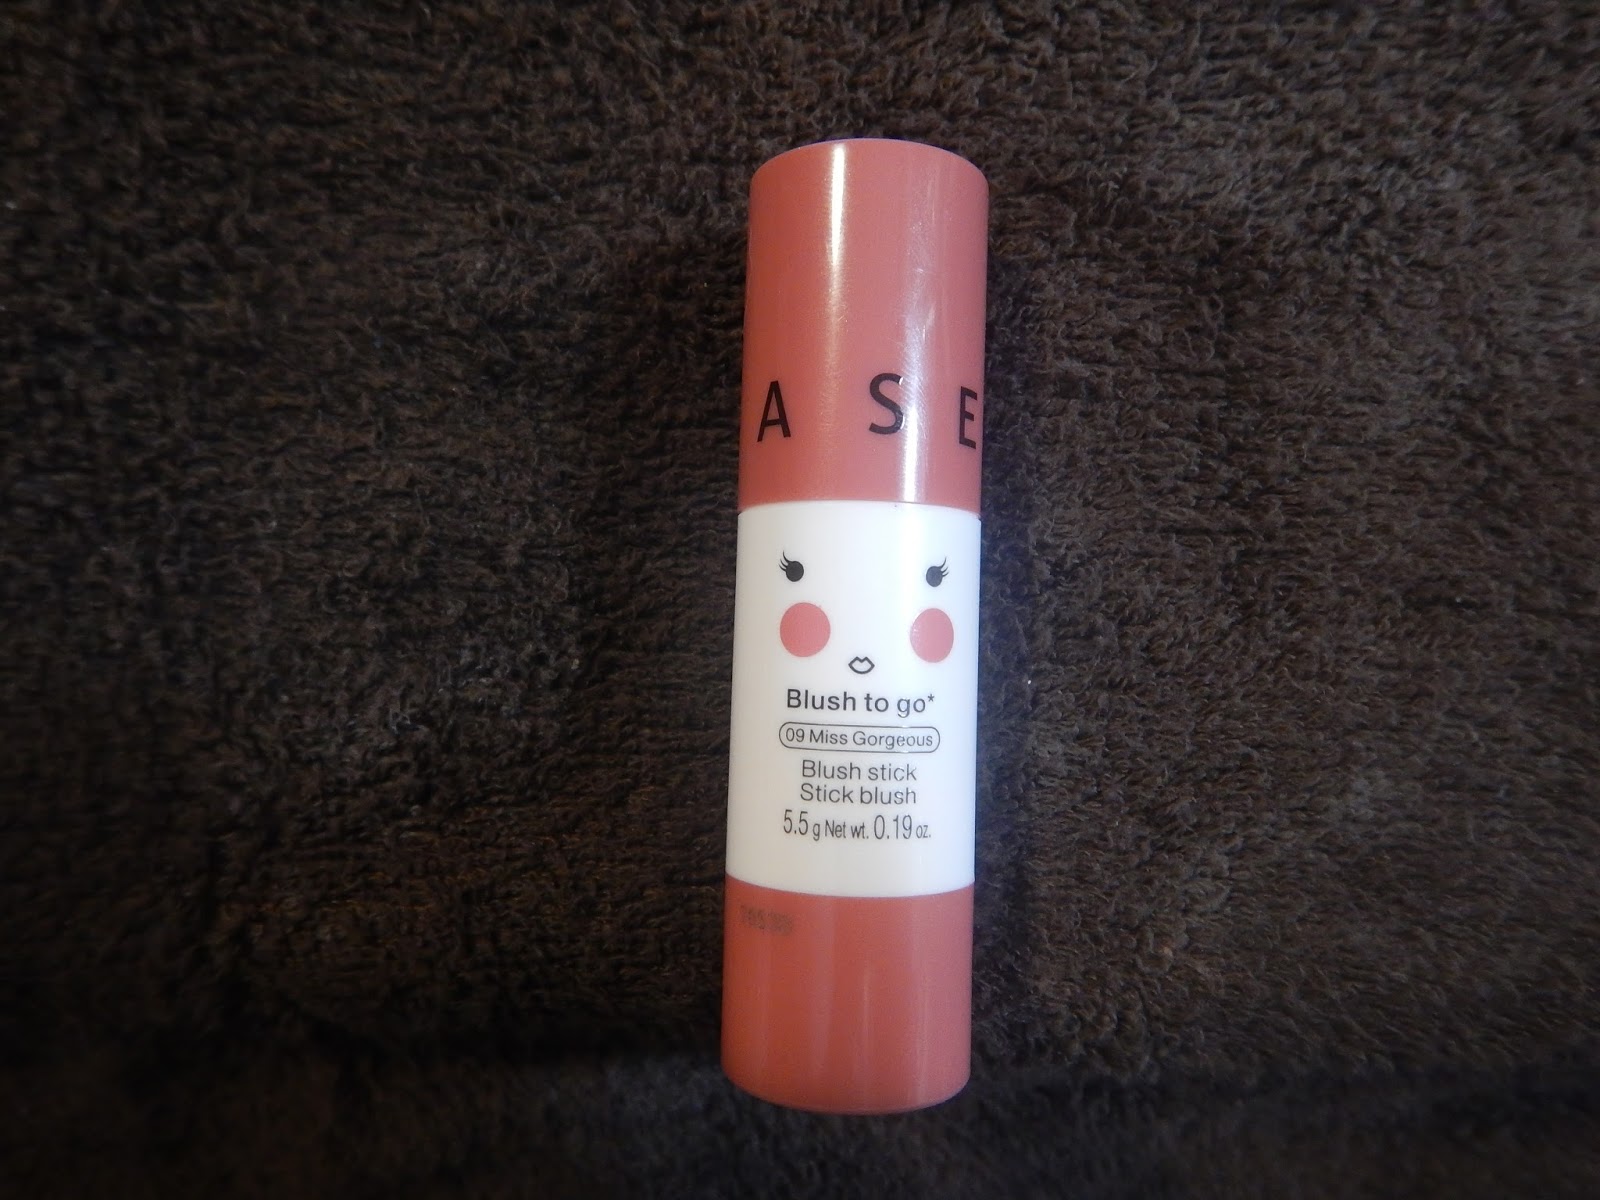 A S E
Blush to go*
09 Miss Gorgeous
Blush stick
Stick blush
5.5 g Net wt. 0.19 oz.